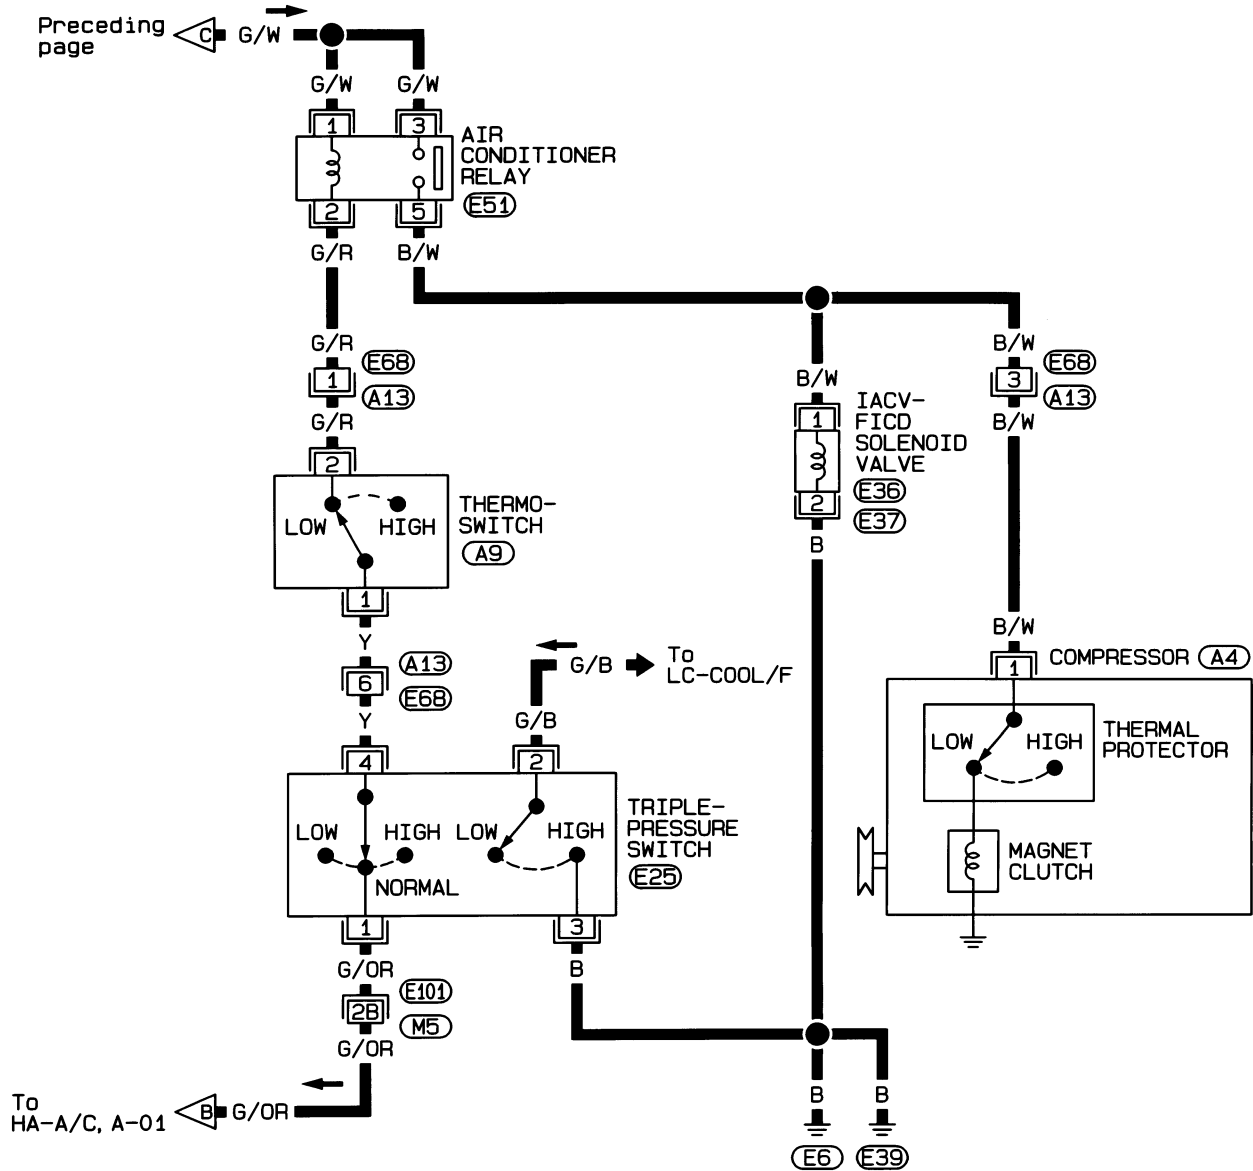 Preceding
page
C
G/W
G/W
G/W
1
3
AIR
CONDITIONER
RELAY
E51
2
5
G/R
B/W
G/R
E68
1
A13
G/R
B/W
E68
3
A13
B/W
B/W
1
IACV-
FICD
SOLENOID
VALVE
2
E36
E37
B
2
LOW
HIGH
THERMO-
SWITCH
A9
1
Y
A13
6
E68
Y
G/B
To
LC-COOL/F
G/B
B/W
1
COMPRESSOR
A4
LOW
HIGH
THERMAL
PROTECTOR
MAGNET
CLUTCH
4
2
LOW
HIGH
NORMAL
LOW
HIGH
TRIPLE-
PRESSURE
SWITCH
E25
1
3
G/OR
B
E101
2B
M5
G/OR
To
HA-A/C, A-01
B
G/OR
B
B
E6
E39